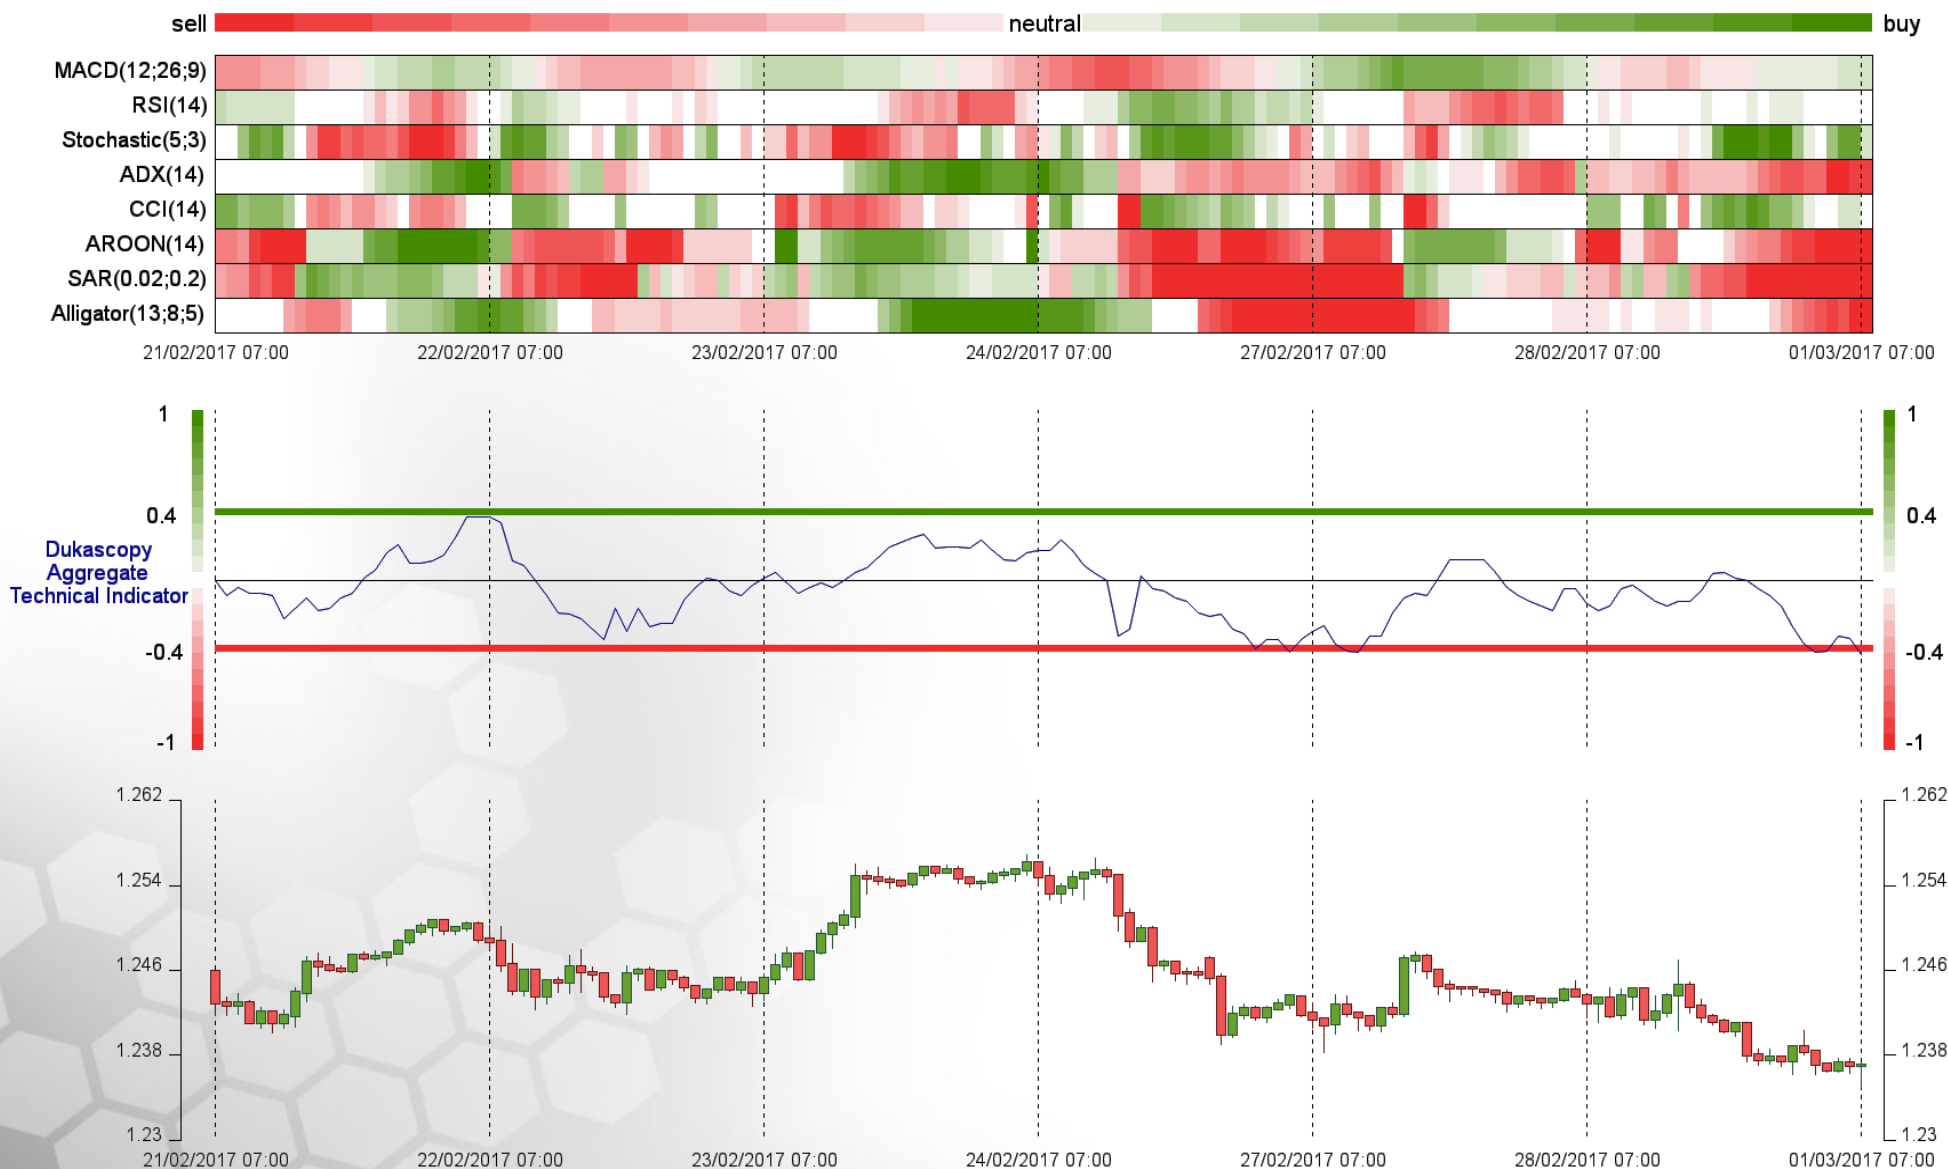 sell neutral buy
MACD(12;26;9)
RSI(14)
Stochastic(5;3)
ADX(14)
CCI(14)
AROON(14)
SAR(0.02;0.2)
Alligator(13;8;5)
21/02/2017 07:00 22/02/2017 07:00 23/02/2017 07:00 24/02/2017 07:00 27/02/2017 07:00 28/02/2017 07:00 01/03/2017 07:00
1 1
0.4 0.4
Dukascopy
Aggregate
Technical Indicator
-0.4 -0.4
-1 -1
1.262 1.262
1.254 1.254
1.246 1.246
1.238 1.238
1.23 1.23
21/02/2017 07:00 22/02/2017 07:00 23/02/2017 07:00 24/02/2017 07:00 27/02/2017 07:00 28/02/2017 07:00 01/03/2017 07:00